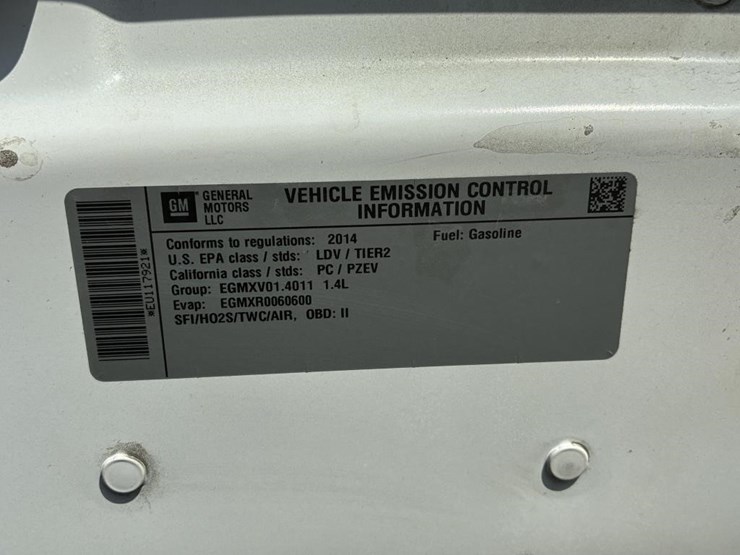 GM GENERAL MOTORS LLC
VEHICLE EMISSION CONTROL
INFORMATION
Conforms to regulations: 2014 Fuel: Gasoline
U.S. EPA class / stds: LDV / TIER2
California class / stds: PC / PZEV
Group: EGMXV01.4011 1.4L
Evap: EGMXR0060600
SFI/HO2S/TWC/AIR, OBD: II
*EU117921*